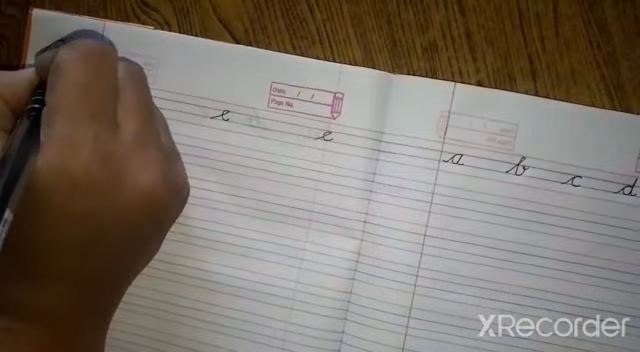 Date / /
Page No.
e e
a b c d
XRecorder